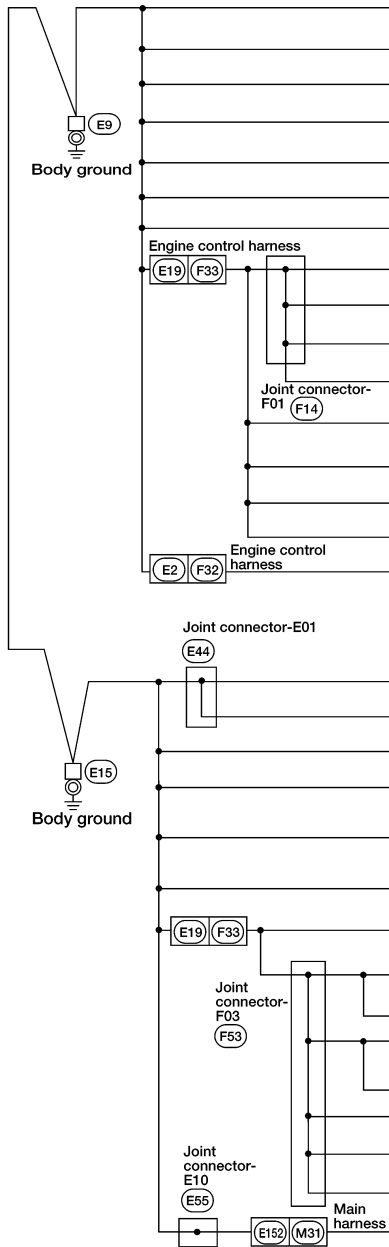 E9
Body ground
Engine control harness
E19 F33
Joint connector-
F01 F14
E2 F32
Engine control
harness
Joint connector-E01
E44
E15
Body ground
E19 F33
Joint
connector-
F03
F53
Joint
connector-
E10
E55
E152 M31
Main
harness